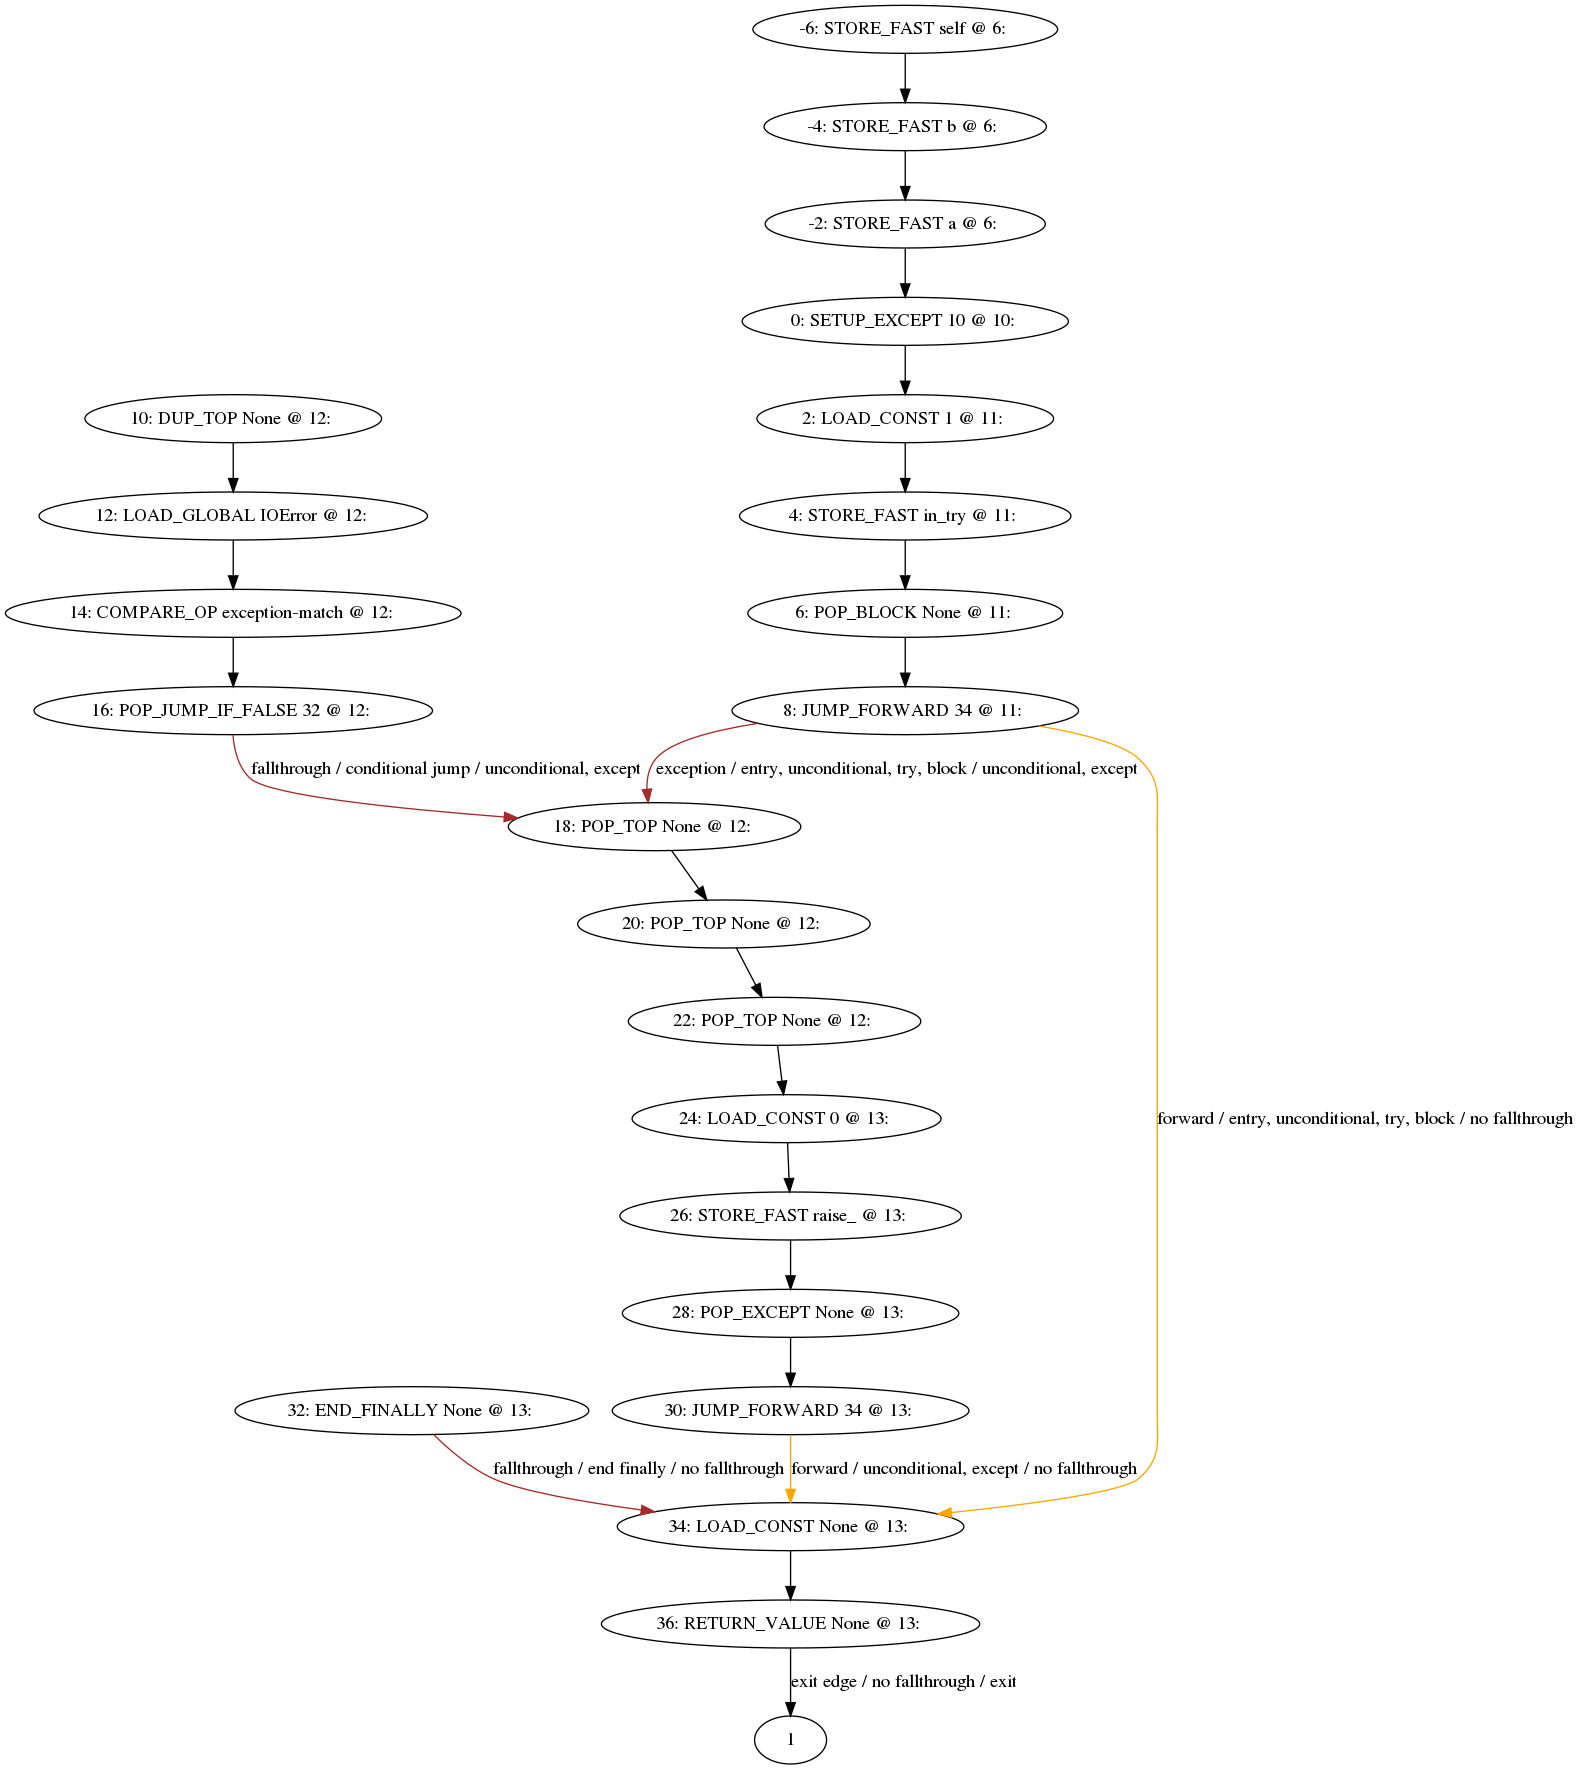 -6: STORE_FAST self @ 6:
-4: STORE_FAST b @ 6:
-2: STORE_FAST a @ 6:
0: SETUP_EXCEPT 10 @ 10:
10: DUP_TOP None @ 12:
2: LOAD_CONST 1 @ 11:
12: LOAD_GLOBAL IOError @ 12:
4: STORE_FAST in_try @ 11:
14: COMPARE_OP exception-match @ 12:
6: POP_BLOCK None @ 11:
16: POP_JUMP_IF_FALSE 32 @ 12:
8: JUMP_FORWARD 34 @ 11:
fallthrough / conditional jump / unconditional, except
exception / entry, unconditional, try, block / unconditional, except
18: POP_TOP None @ 12:
20: POP_TOP None @ 12:
22: POP_TOP None @ 12:
24: LOAD_CONST 0 @ 13:
forward / entry, unconditional, try, block / no fallthrough
26: STORE_FAST raise_ @ 13:
28: POP_EXCEPT None @ 13:
32: END_FINALLY None @ 13:
30: JUMP_FORWARD 34 @ 13:
fallthrough / end finally / no fallthrough
forward / unconditional, except / no fallthrough
34: LOAD_CONST None @ 13:
36: RETURN_VALUE None @ 13:
exit edge / no fallthrough / exit
1